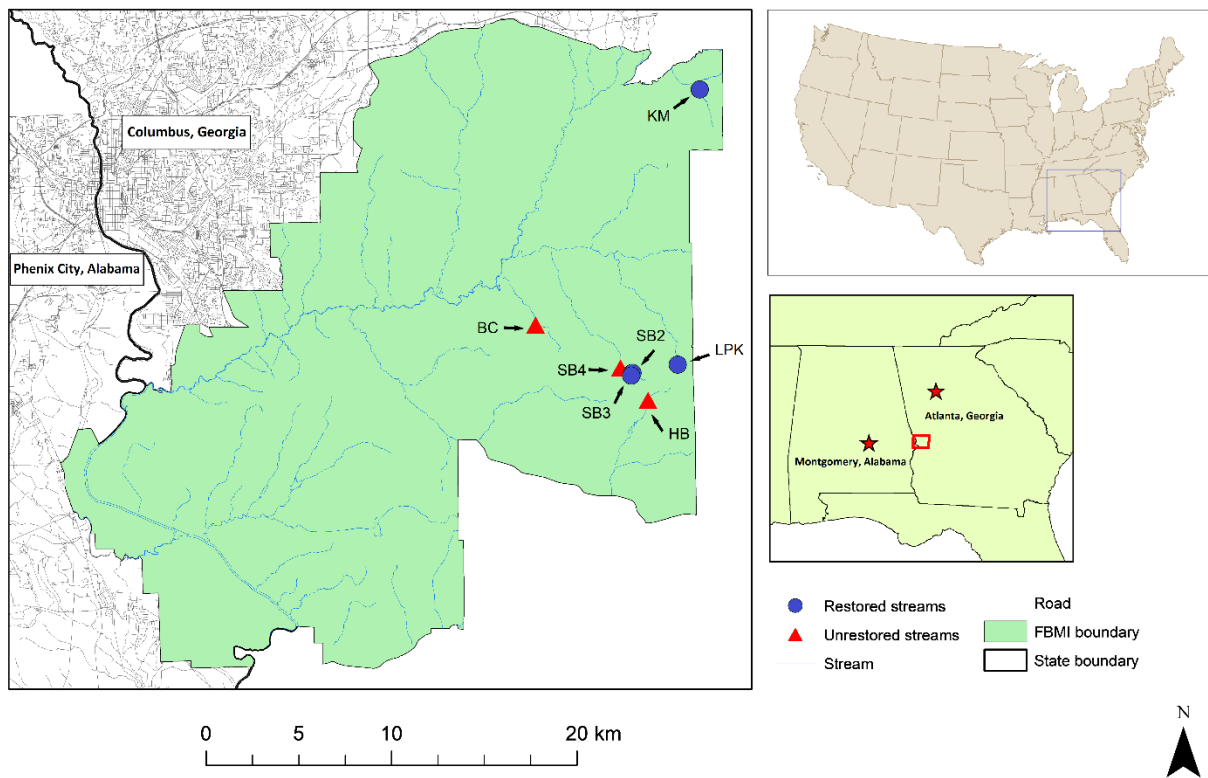 Columbus, Georgia
Phenix City, Alabama
KM
BC
SB2
LPK
SB4
SB3
HB
Atlanta, Georgia
Montgomery, Alabama
Restored streams
Unrestored streams
Stream
Road
FBMI boundary
State boundary
0 5 10 20 km
N